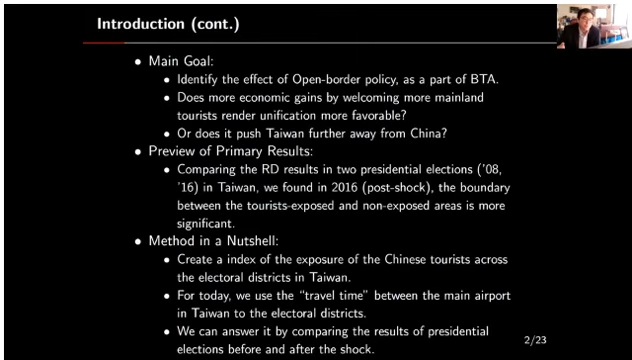 Introduction (cont.)
• Main Goal:
• Identify the effect of Open-border policy, as a part of BTA.
• Does more economic gains by welcoming more mainland
tourists render unification more favorable?
• Or does it push Taiwan further away from China?
• Preview of Primary Results:
• Comparing the RD results in two presidential elections ('08,
'16) in Taiwan, we found in 2016 (post-shock), the boundary
between the tourists-exposed and non-exposed areas is more
significant.
• Method in a Nutshell:
• Create a index of the exposure of the Chinese tourists across
the electoral districts in Taiwan.
• For today, we use the “travel time” between the main airport
in Taiwan to the electoral districts.
• We can answer it by comparing the results of presidential
elections before and after the shock.
2/23